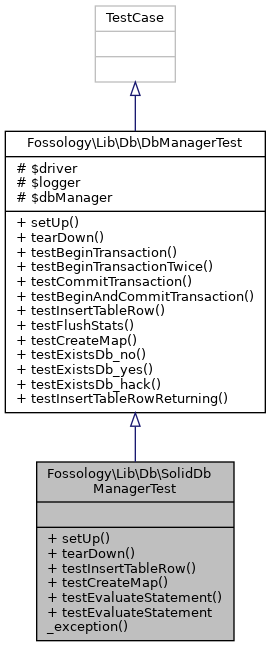 TestCase
Fossology\Lib\Db\DbManagerTest
# $driver
# $logger
# $dbManager
+ setUp()
+ tearDown()
+ testBeginTransaction()
+ testBeginTransactionTwice()
+ testCommitTransaction()
+ testBeginAndCommitTransaction()
+ testInsertTableRow()
+ testFlushStats()
+ testCreateMap()
+ testExistsDb_no()
+ testExistsDb_yes()
+ testExistsDb_hack()
+ testInsertTableRowReturning()
Fossology\Lib\Db\SolidDb
ManagerTest
+ setUp()
+ tearDown()
+ testInsertTableRow()
+ testCreateMap()
+ testEvaluateStatement()
+ testEvaluateStatement
_exception()